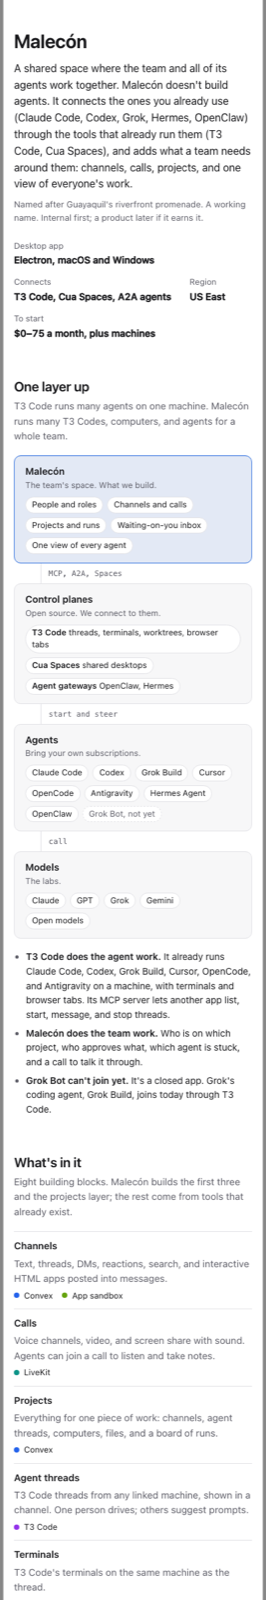 Malecón
A shared space where the team and all of its
agents work together. Malecón doesn't build
agents. It connects the ones you already use
(Claude Code, Codex, Grok, Hermes, OpenClaw)
through the tools that already run them (T3
Code, Cua Spaces), and adds what a team needs
around them: channels, calls, projects, and one
view of everyone's work.
Named after Guayaquil's riverfront promenade. A working
name. Internal first; a product later if it earns it.
Desktop app
Electron, macOS and Windows
Connects
T3 Code, Cua Spaces, A2A agents
Region
US East
To start
$0–75 a month, plus machines
One layer up
T3 Code runs many agents on one machine. Malecón
runs many T3 Codes, computers, and agents for a
whole team.
Malecón
The team's space. What we build.
People and roles
Channels and calls
Projects and runs
Waiting-on-you inbox
One view of every agent
MCP, A2A, Spaces
Control planes
Open source. We connect to them.
T3 Code threads, terminals, worktrees, browser
tabs
Cua Spaces shared desktops
Agent gateways OpenClaw, Hermes
start and steer
Agents
Bring your own subscriptions.
Claude Code
Codex
Grok Build
Cursor
OpenCode
Antigravity
Hermes Agent
OpenClaw
Grok Bot, not yet
call
Models
The labs.
Claude
GPT
Grok
Gemini
Open models
• T3 Code does the agent work. It already runs
Claude Code, Codex, Grok Build, Cursor, OpenCode,
and Antigravity on a machine, with terminals and
browser tabs. Its MCP server lets another app list,
start, message, and stop threads.
• Malecón does the team work. Who is on which
project, who approves what, which agent is stuck,
and a call to talk it through.
• Grok Bot can't join yet. It's a closed app. Grok's
coding agent, Grok Build, joins today through T3
Code.
What's in it
Eight building blocks. Malecón builds the first three
and the projects layer; the rest come from tools that
already exist.
Channels
Text, threads, DMs, reactions, search, and interactive
HTML apps posted into messages.
Convex
App sandbox
Calls
Voice channels, video, and screen share with sound.
Agents can join a call to listen and take notes.
LiveKit
Projects
Everything for one piece of work: channels, agent
threads, computers, files, and a board of runs.
Convex
Agent threads
T3 Code threads from any linked machine, shown in a
channel. One person drives; others suggest prompts.
T3 Code
Terminals
T3 Code's terminals on the same machine as the
thread.